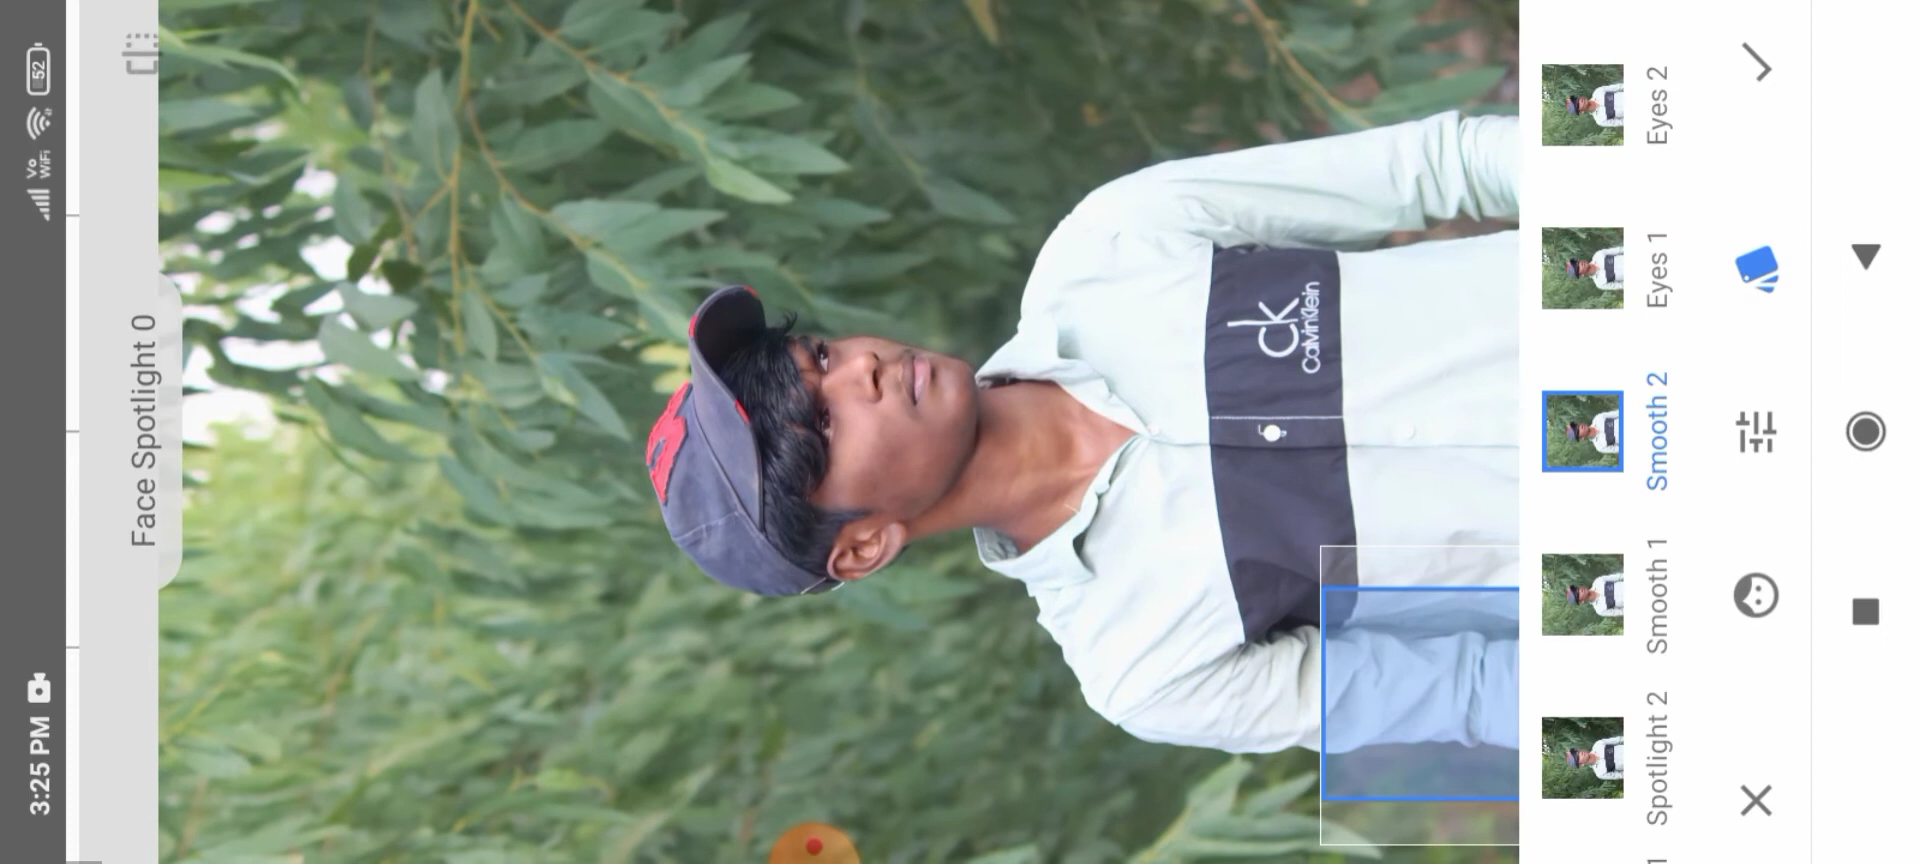 3:25 PM
Vo
WiFi
52
Face Spotlight 0
ck
Calvin Klein
1
Spotlight 2
Smooth 1
Smooth 2
Eyes 1
Eyes 2